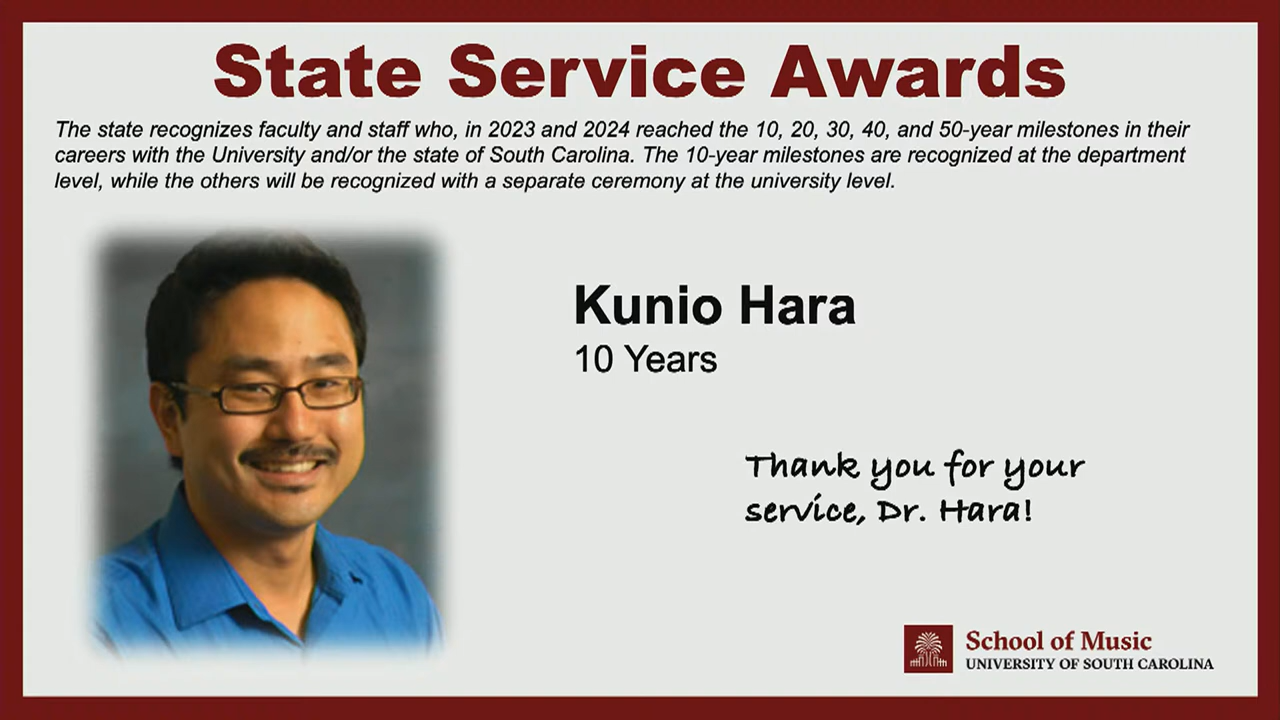 State Service Awards
The state recognizes faculty and staff who, in 2023 and 2024 reached the 10, 20, 30, 40, and 50-year milestones in their
careers with the University and/or the state of South Carolina. The 10-year milestones are recognized at the department
level, while the others will be recognized with a separate ceremony at the university level.
Kunio Hara
10 Years
Thank you for your
service, Dr. Hara!
School of Music
UNIVERSITY OF SOUTH CAROLINA